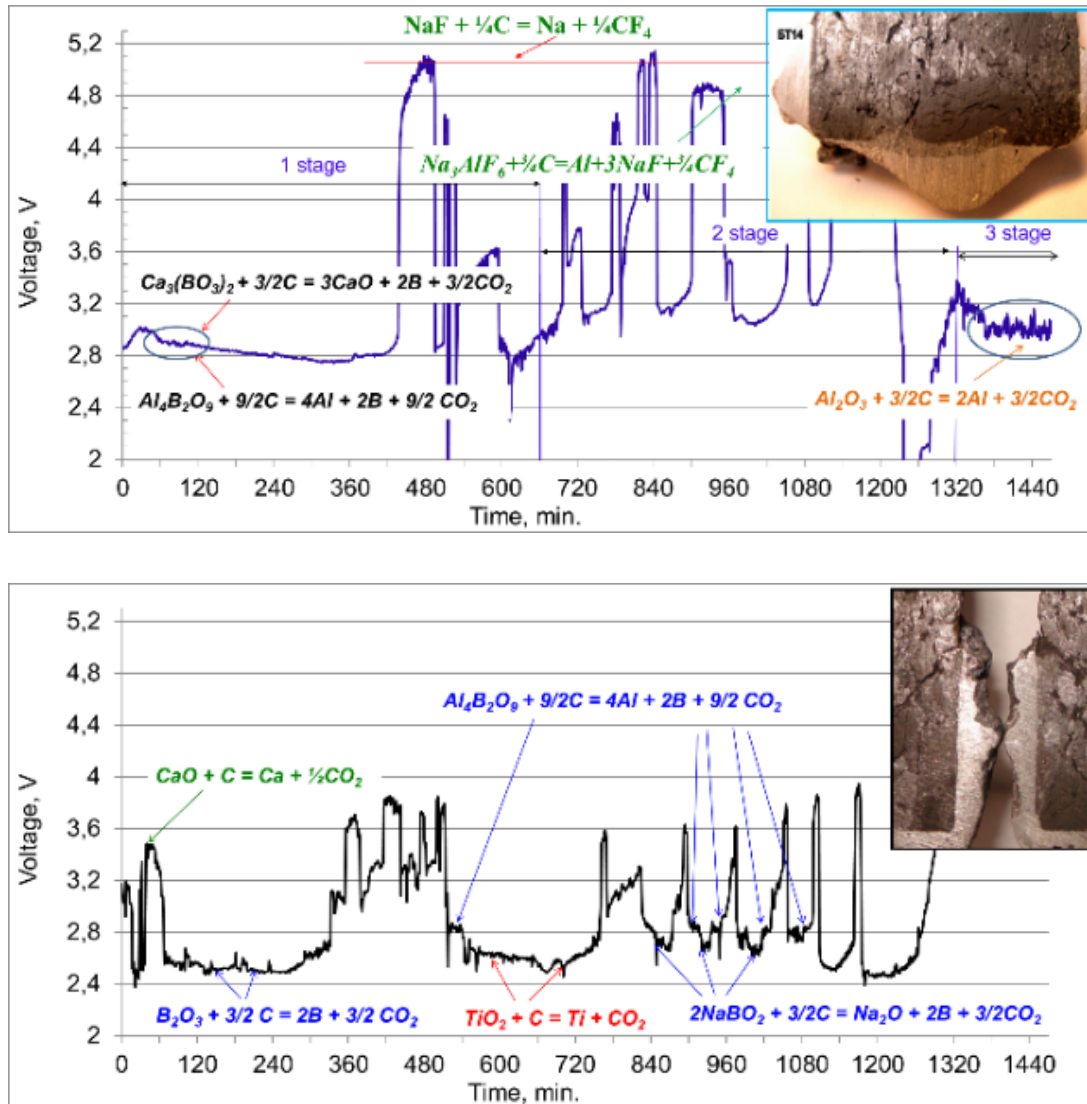 NaF + ¼C = Na + ¼CF₄
5,2
4,8
4,4
4
3,6
3,2
2,8
2,4
2
Voltage, V
БТ14
1 stage
Na₃AlF₆+¾C=Al+3NaF+¾CF₄
2 stage
3 stage
Ca₃(BO₃)₂ + 3/2C = 3CaO + 2B + 3/2CO₂
Al₄B₂O₉ + 9/2C = 4Al + 2B + 9/2 CO₂
Al₂O₃ + 3/2C = 2Al + 3/2CO₂
0 120 240 360 480 600 720 840 960 1080 1200 1320 1440
Time, min.
5,2
4,8
4,4
4
3,6
3,2
2,8
2,4
2
Voltage, V
Al₄B₂O₉ + 9/2C = 4Al + 2B + 9/2 CO₂
CaO + C = Ca + ½CO₂
B₂O₃ + 3/2 C = 2B + 3/2 CO₂
TiO₂ + C = Ti + CO₂
2NaBO₂ + 3/2C = Na₂O + 2B + 3/2CO₂
0 120 240 360 480 600 720 840 960 1080 1200 1320 1440
Time, min.